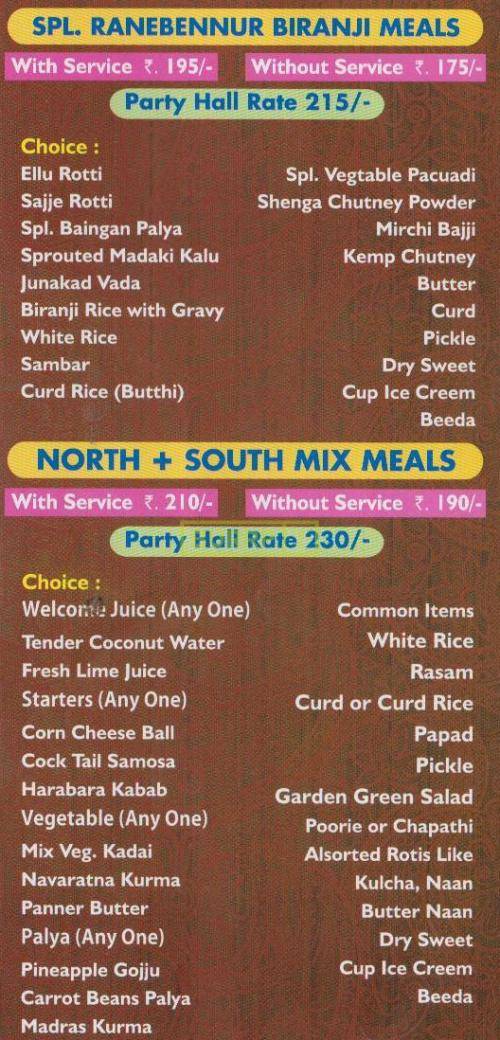 SPL. RANEBENNUR BIRANJI MEALS
With Service ₹. 195/-
Without Service ₹. 175/-
Party Hall Rate 215/-
Choice :
Ellu Rotti
Sajje Rotti
Spl. Baingan Palya
Sprouted Madaki Kalu
Junakad Vada
Biranji Rice with Gravy
White Rice
Sambar
Curd Rice (Butthi)
Spl. Vegtable Pacuadi
Shenga Chutney Powder
Mirchi Bajji
Kemp Chutney
Butter
Curd
Pickle
Dry Sweet
Cup Ice Creem
Beeda
NORTH + SOUTH MIX MEALS
With Service ₹. 210/-
Without Service ₹. 190/-
Party Hall Rate 230/-
Choice :
Welcome Juice (Any One)
Tender Coconut Water
Fresh Lime Juice
Starters (Any One)
Corn Cheese Ball
Cock Tail Samosa
Harabara Kabab
Vegetable (Any One)
Mix Veg. Kadai
Navaratna Kurma
Panner Butter
Palya (Any One)
Pineapple Gojju
Carrot Beans Palya
Madras Kurma
Common Items
White Rice
Rasam
Curd or Curd Rice
Papad
Pickle
Garden Green Salad
Poorie or Chapathi
Alsorted Rotis Like
Kulcha, Naan
Butter Naan
Dry Sweet
Cup Ice Creem
Beeda